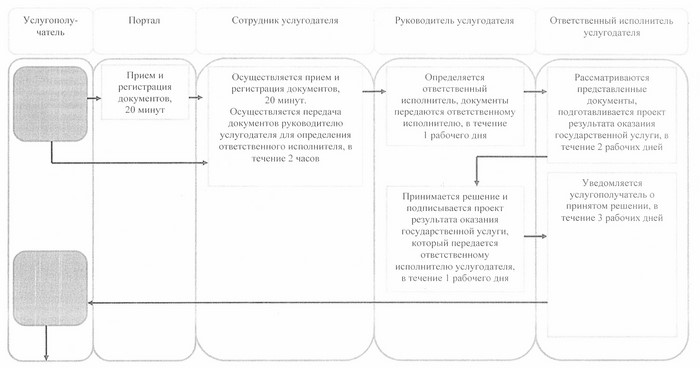 Услугополу-
чатель
Портал
Сотрудник услугодателя
Руководитель услугодателя
Ответственный исполнитель
услугодателя
Прием и
регистрация
документов,
20 минут
Осуществляется прием и
регистрация документов,
20 минут.
Осуществляется передача
документов руководителю
услугодателя для определения
ответственного исполнителя, в
течение 2 часов
Определяется
ответственный
исполнитель, документы
передаются ответственному
исполнителю, в течение
1 рабочего дня
Рассматриваются
представленные
документы,
подготавливается проект
результата оказания
государственной услуги, в
течение 2 рабочих дней
Принимается решение и
подписывается проект
результата оказания
государственной услуги,
который передается
ответственному
исполнителю услугодателя,
в течение 1 рабочего дня
Уведомляется
услугополучатель о
принятом решении, в
течение 3 рабочих дней